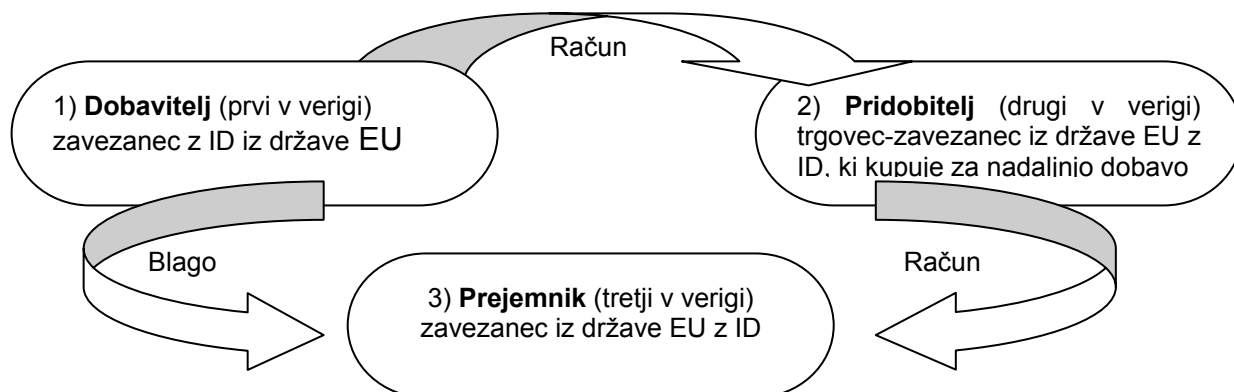 Račun
1) Dobavitelj (prvi v verigi)
zavezanec z ID iz države EU
2) Pridobitelj (drugi v verigi)
trgovec-zavezanec iz države EU z
ID, ki kupuje za nadaljnjo dobavo
Blago
Račun
3) Prejemnik (tretji v verigi)
zavezanec iz države EU z ID